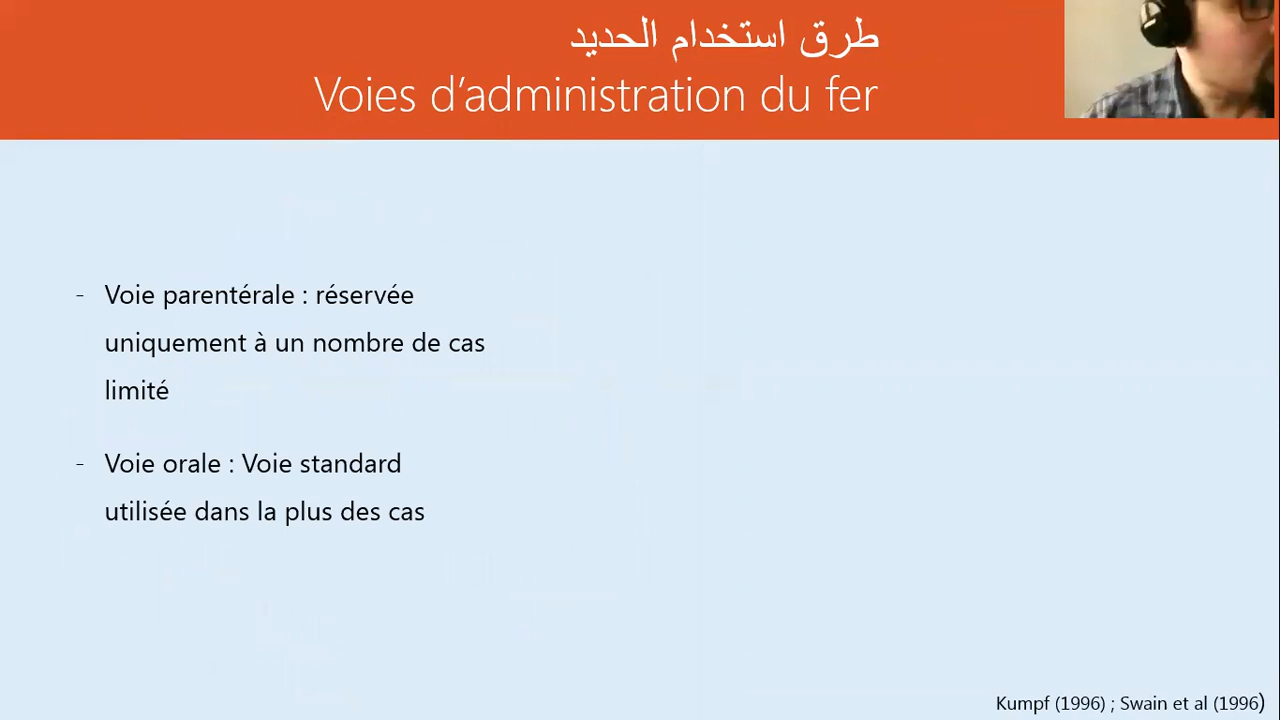 طرق استخدام الحديد
Voies d’administration du fer
- Voie parentérale : réservée
uniquement à un nombre de cas
limité
- Voie orale : Voie standard
utilisée dans la plus des cas
Kumpf (1996) ; Swain et al (1996)